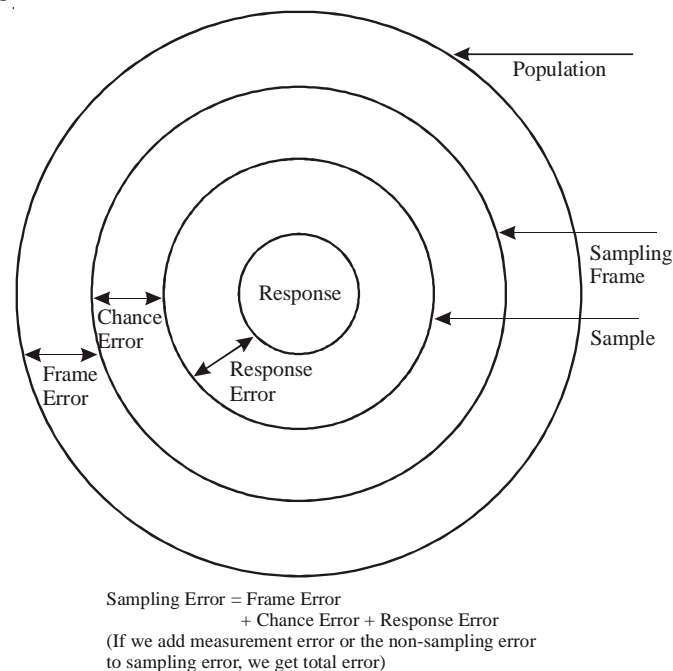 Population
Sampling
Frame
Response
Chance
Error
Sample
Frame
Error
Response
Error
Sampling Error = Frame Error
+ Chance Error + Response Error
(If we add measurement error or the non-sampling error
to sampling error, we get total error)